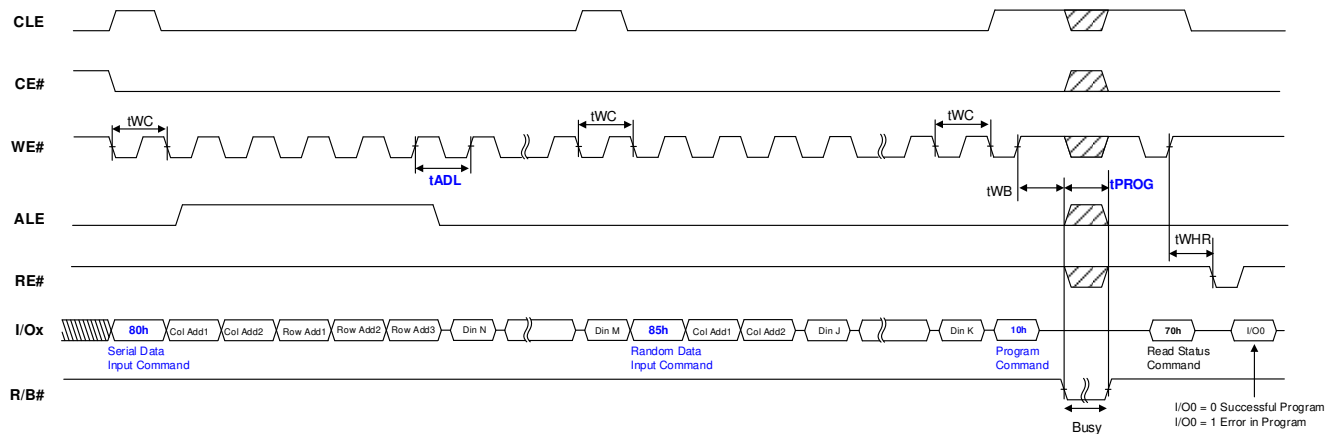 CLE
CE#
tWC
tWC
tWC
WE#
tADL
tWB
tPROG
ALE
tWHR
RE#
I/Ox
80h
Col Add1
Col Add2
Row Add1
Row Add2
Row Add3
Din N
Din M
85h
Col Add1
Col Add2
Din J
Din K
10h
70h
I/O0
Serial Data
Input Command
Random Data
Input Command
Program
Command
Read Status
Command
R/B#
Busy
I/O0 = 0 Successful Program
I/O0 = 1 Error in Program